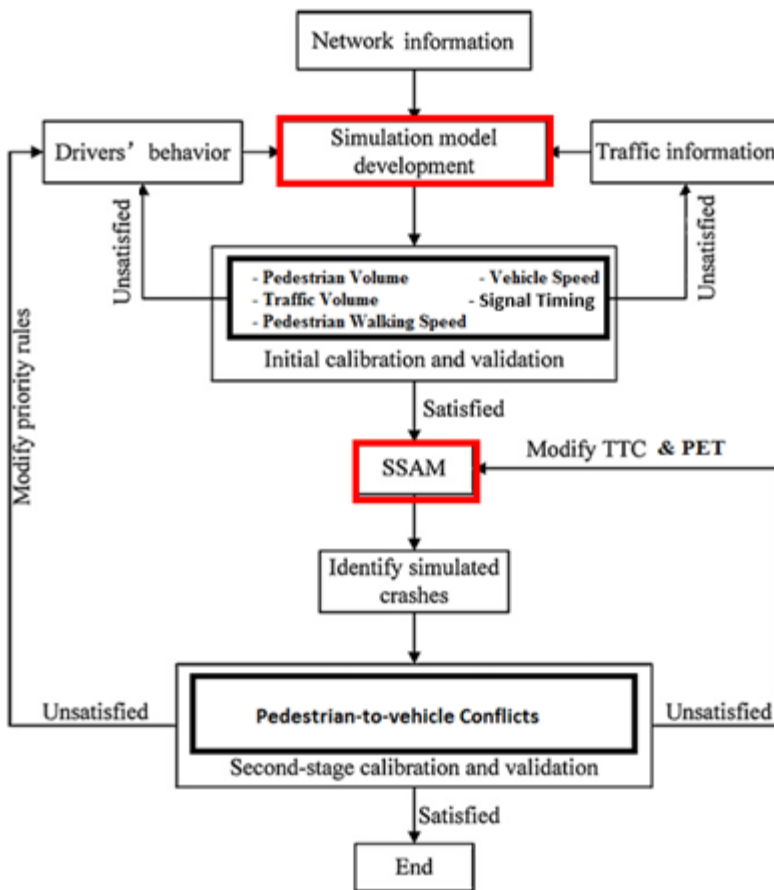 Network information
Drivers' behavior
Simulation model
development
Traffic information
Unsatisfied
Unsatisfied
- Pedestrian Volume
- Vehicle Speed
- Traffic Volume
- Signal Timing
- Pedestrian Walking Speed
Initial calibration and validation
Satisfied
Modify priority rules
SSAM
Modify TTC & PET
Identify simulated
crashes
Unsatisfied
Pedestrian-to-vehicle Conflicts
Unsatisfied
Second-stage calibration and validation
Satisfied
End